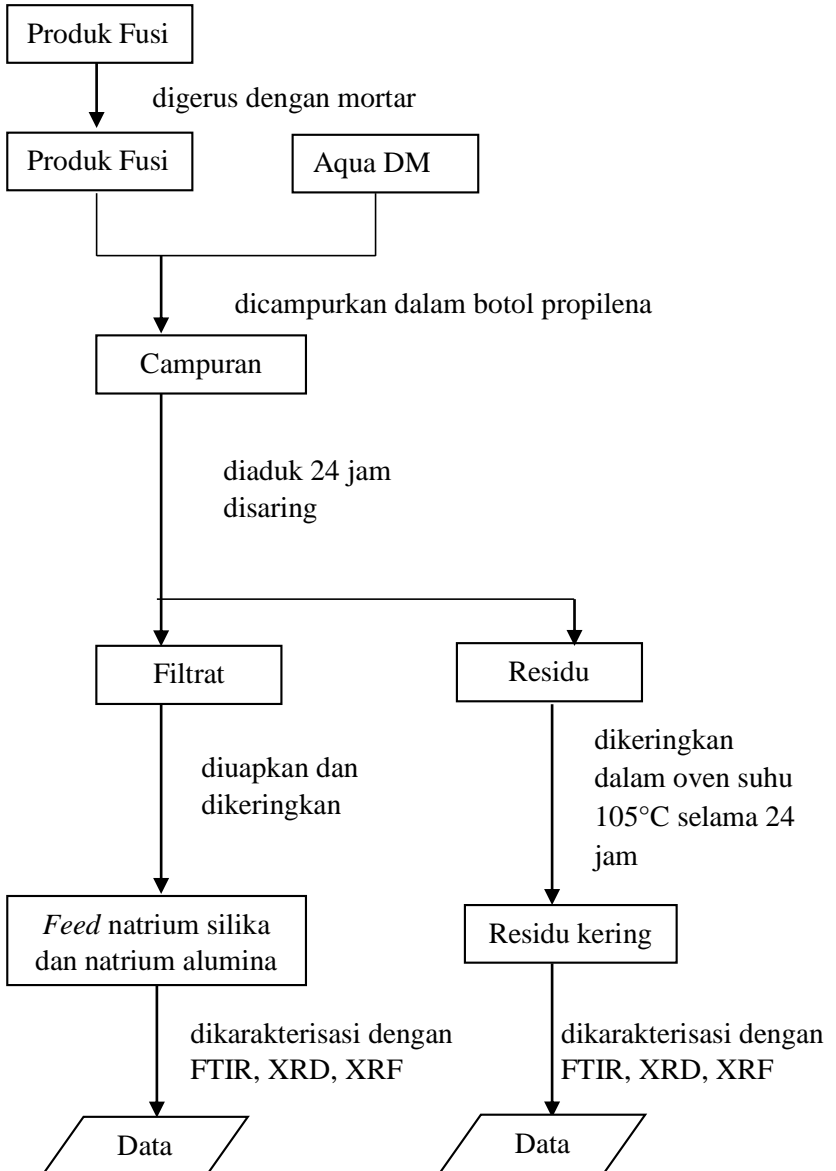 Produk Fusi
digerus dengan mortar
Produk Fusi
Aqua DM
dicampurkan dalam botol propilena
Campuran
diaduk 24 jam
disaring
Filtrat
Residu
diuapkan dan
dikeringkan
dikeringkan
dalam oven suhu
105°C selama 24
jam
Feed natrium silika
dan natrium alumina
Residu kering
dikarakterisasi dengan
FTIR, XRD, XRF
dikarakterisasi dengan
FTIR, XRD, XRF
Data
Data